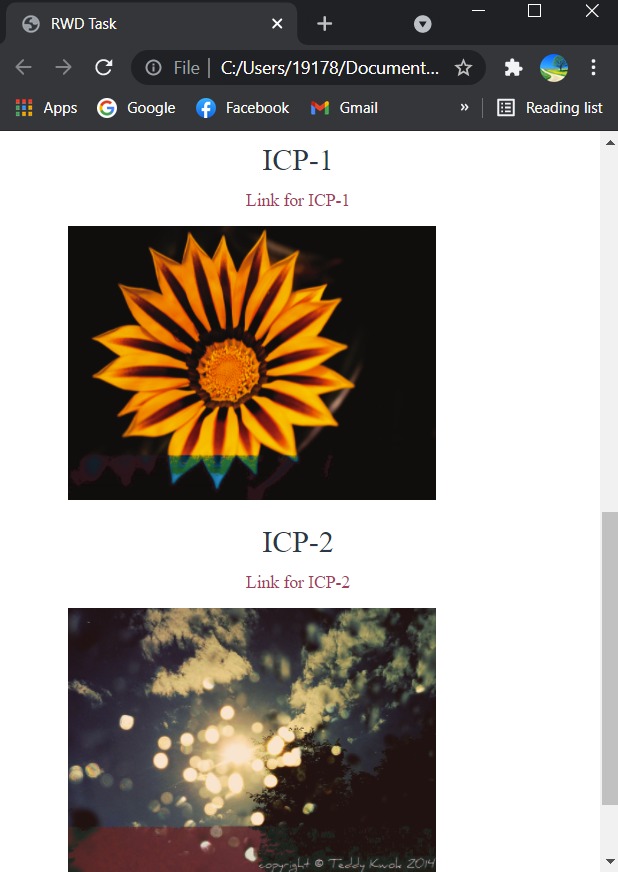 RWD Task
File | C:/Users/19178/Document...
Apps Google Facebook Gmail » Reading list
ICP-1
Link for ICP-1
ICP-2
Link for ICP-2
copyright © Teddy Kwok 2014